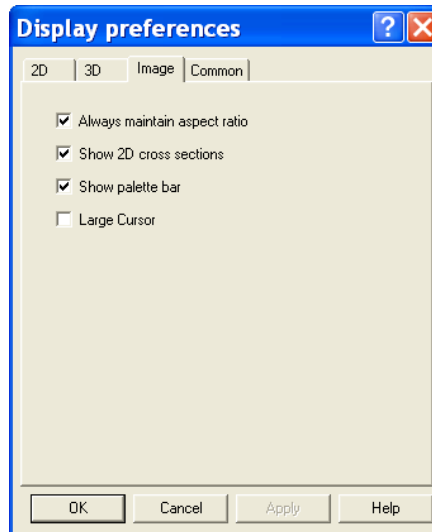 Display preferences ?
2D 3D Image Common
Always maintain aspect ratio
Show 2D cross sections
Show palette bar
Large Cursor
OK Cancel Apply Help